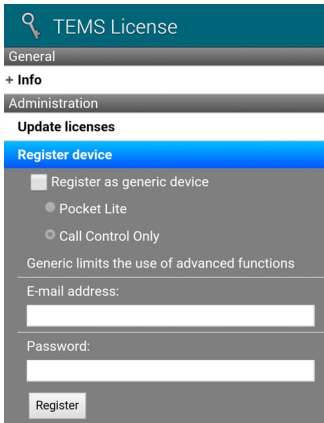 TEMS License
General
+ Info
Administration
Update licenses
Register device
Register as generic device
Pocket Lite
Call Control Only
Generic limits the use of advanced functions
E-mail address:
Password:
Register